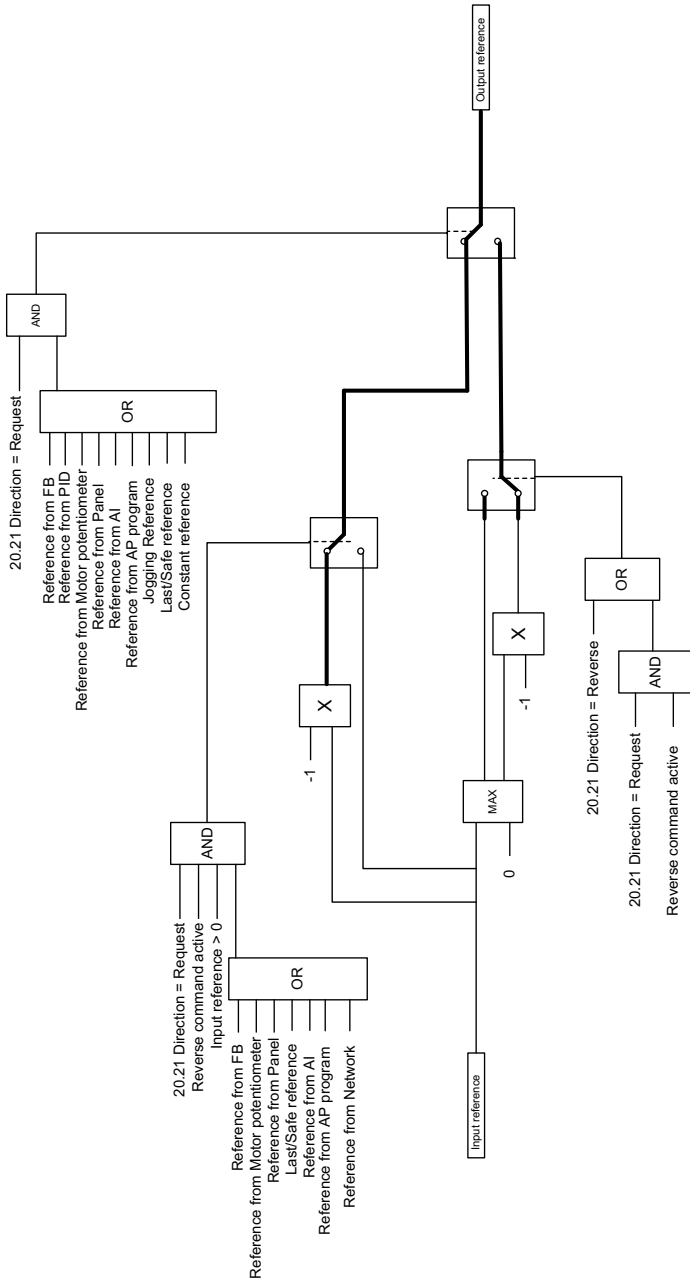 20.21 Direction = Request
AND
Reference from FB
Reference from PID
Reference from Motor potentiometer
Reference from Panel
Reference from AI
Reference from AP program
Jogging Reference
Last/Safe reference
Constant reference
OR
20.21 Direction = Request
Reverse command active
Input reference > 0
AND
Reference from FB
Reference from Motor potentiometer
Reference from Panel
Last/Safe reference
Reference from AI
Reference from AP program
Reference from Network
OR
-1
X
Input reference
0
MAX
-1
X
20.21 Direction = Reverse
OR
20.21 Direction = Request
Reverse command active
AND
Output reference